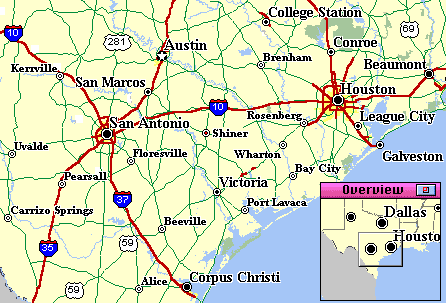 College Station
69
10
281
Austin
Conroe
Kerrville
Brenham
Beaumont
San Marcos
Houston
10
San Antonio
Rosenberg
League City
Shiner
Uvalde
Floresville
Wharton
Galveston
Pearsall
Bay City
Victoria
Overview
37
Carrizo Springs
Port Lavaca
Dallas
Beeville
Housto
35
59
59
Alice
Corpus Christi